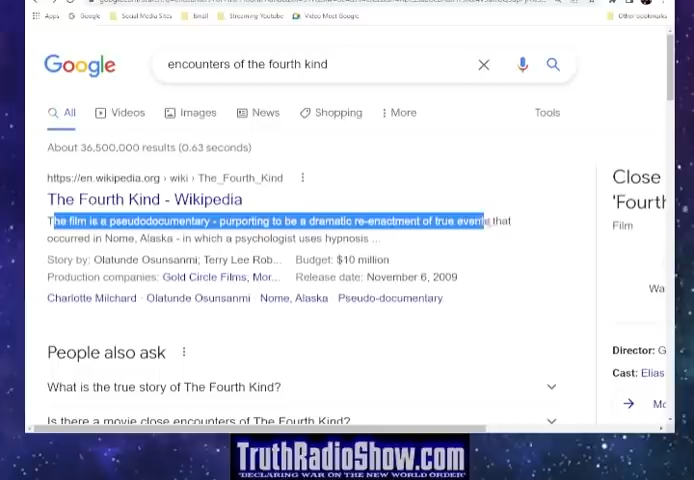 Apps Google Social Media Sites Email Streaming Youtube Video Meet Google Other bookmarks
Google encounters of the fourth kind
All Videos Images News Shopping More Tools
About 36,500,000 results (0.63 seconds)
https://en.wikipedia.org › wiki › The_Fourth_Kind
The Fourth Kind - Wikipedia
The film is a pseudodocumentary - purporting to be a dramatic re-enactment of true events that
occurred in Nome, Alaska - in which a psychologist uses hypnosis ...
Story by: Olatunde Osunsanmi; Terry Lee Rob... Budget: $10 million
Production companies: Gold Circle Films, Mor... Release date: November 6, 2009
Charlotte Milchard · Olatunde Osunsanmi Nome, Alaska Pseudo-documentary
People also ask
What is the true story of The Fourth Kind?
Is there a movie close encounters of The Fourth Kind?
Close
'Fourth
Film
Wa
Director: G
Cast: Elias
Mo
TruthRadioShow.com
"DECLARING WAR ON THE NEW WORLD ORDER"